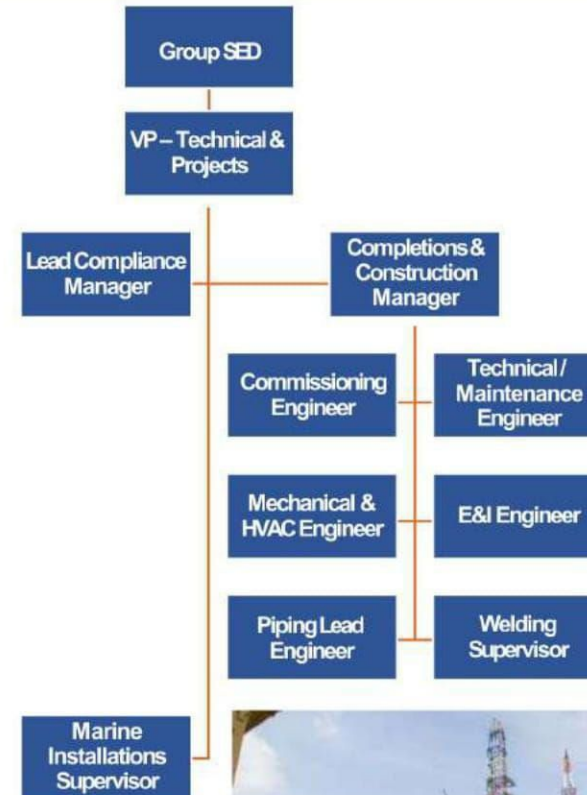 Group SED
VP – Technical &
Projects
Lead Compliance
Manager
Completions &
Construction
Manager
Commissioning
Engineer
Technical /
Maintenance
Engineer
Mechanical &
HVAC Engineer
E&I Engineer
Piping Lead
Engineer
Welding
Supervisor
Marine
Installations
Supervisor